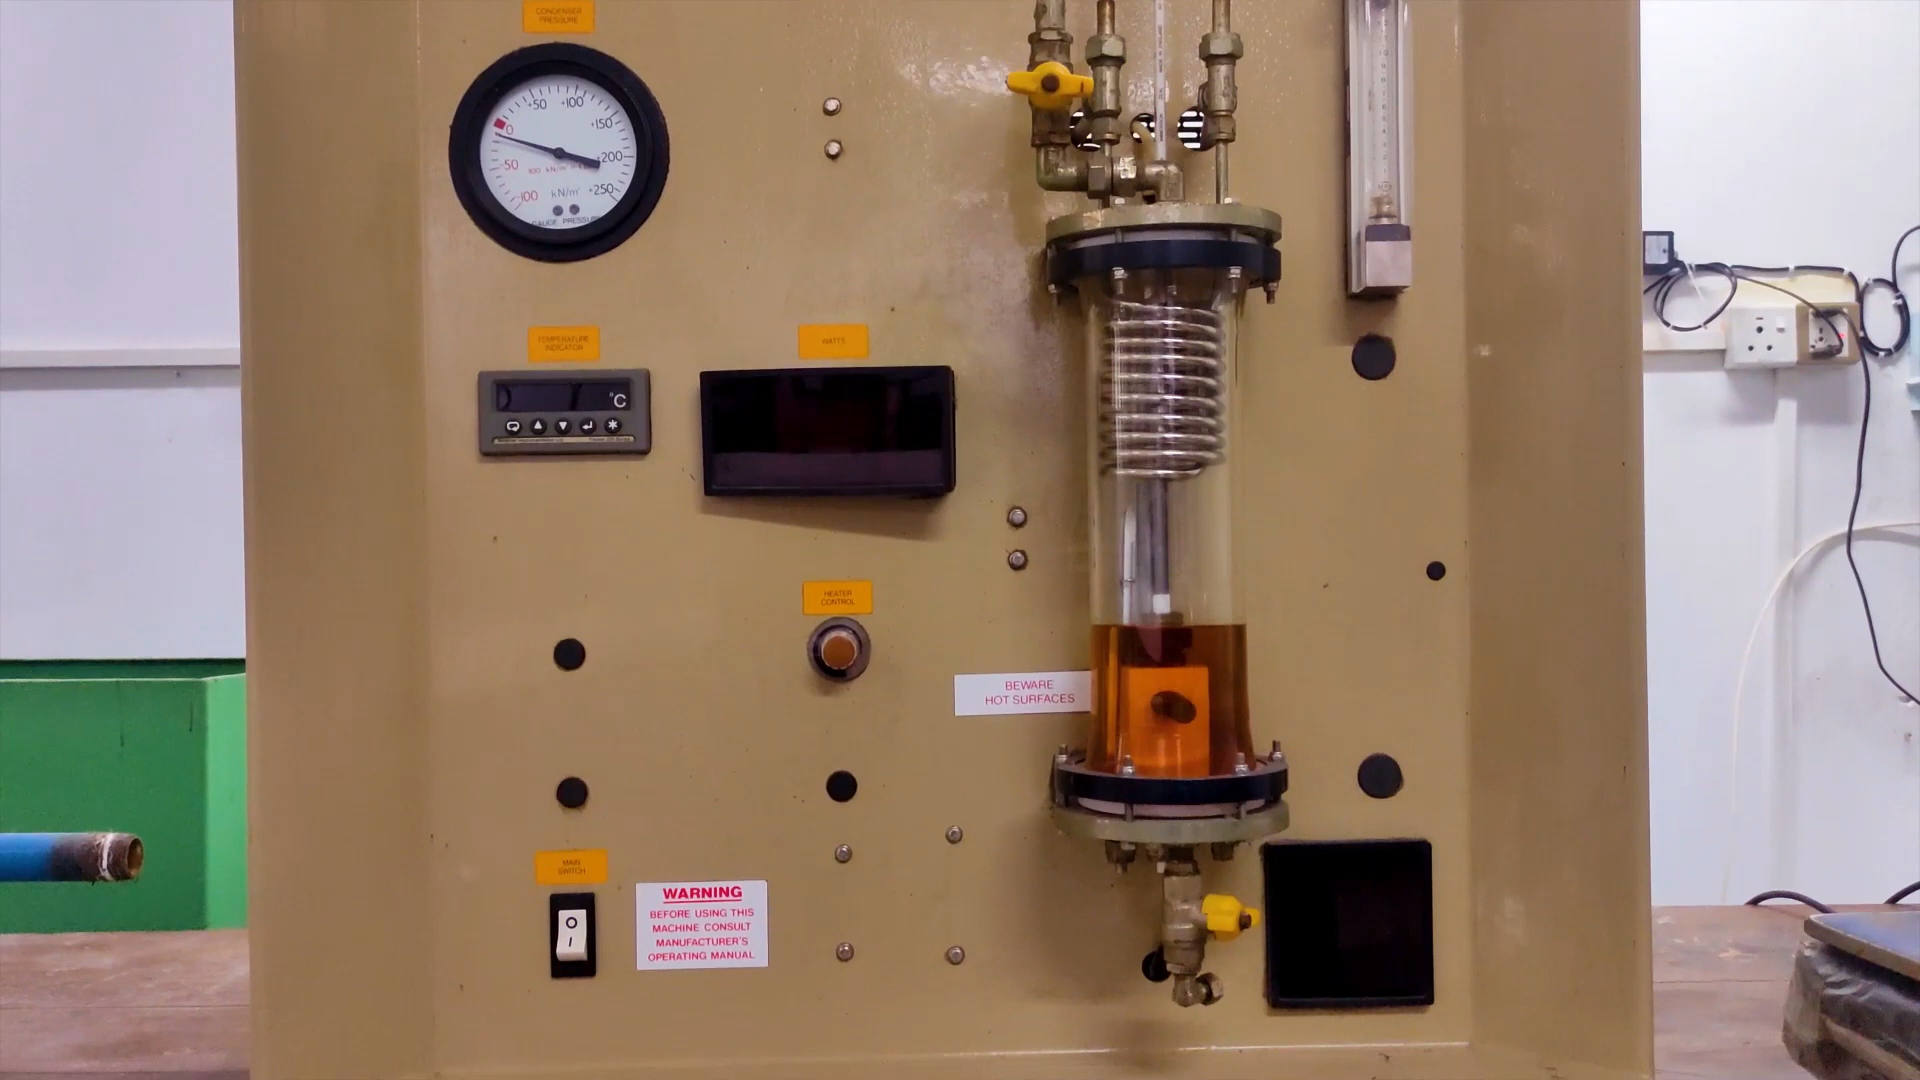 CONDENSER
PRESSURE
+50
+100
+150
0
+200
-50
+250
-100
kN/m²
GAUGE PRESSURE
TEMPERATURE
INDICATOR
WATTS
°C
HEATER
CONTROL
BEWARE
HOT SURFACES
MAIN
SWITCH
WARNING
BEFORE USING THIS
MACHINE CONSULT
MANUFACTURER'S
OPERATING MANUAL